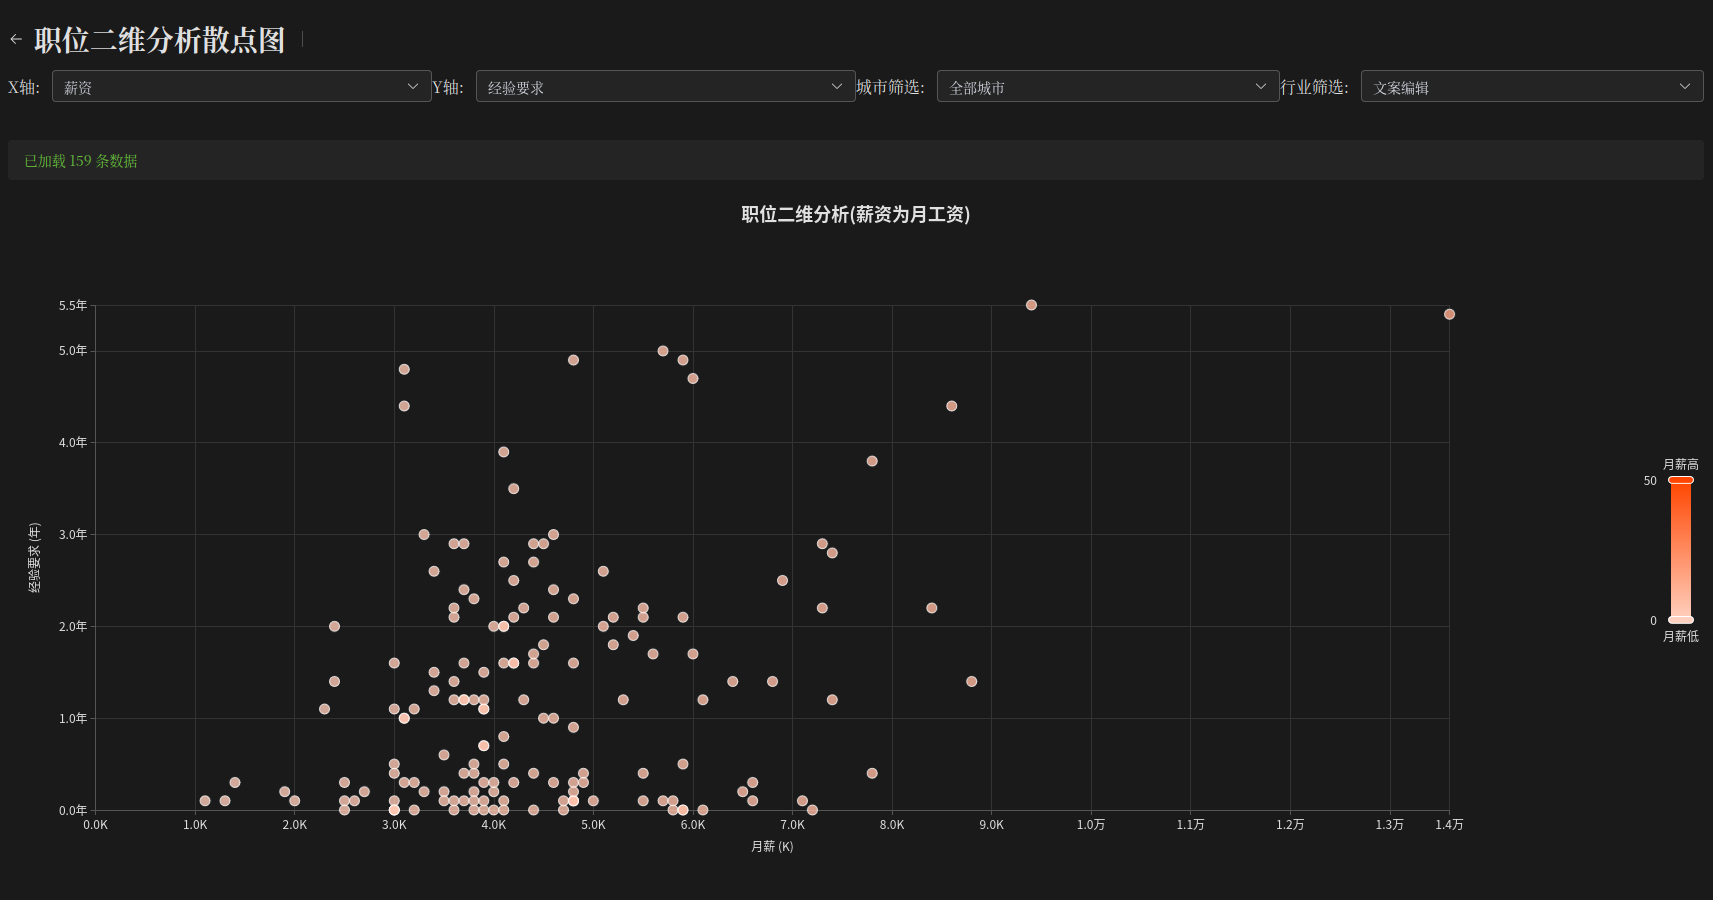 职位二维分析散点图
X轴: 薪资 Y轴: 经验要求 城市筛选: 全部城市 行业筛选: 文案编辑
已加载 159 条数据
职位二维分析(薪资为月工资)
5.5年
5.0年
4.0年
3.0年
2.0年
1.0年
0.0年
经验要求 (年)
0.0K 1.0K 2.0K 3.0K 4.0K 5.0K 6.0K 7.0K 8.0K 9.0K 1.0万 1.1万 1.2万 1.3万 1.4万
月薪 (K)
月薪高
50
0
月薪低